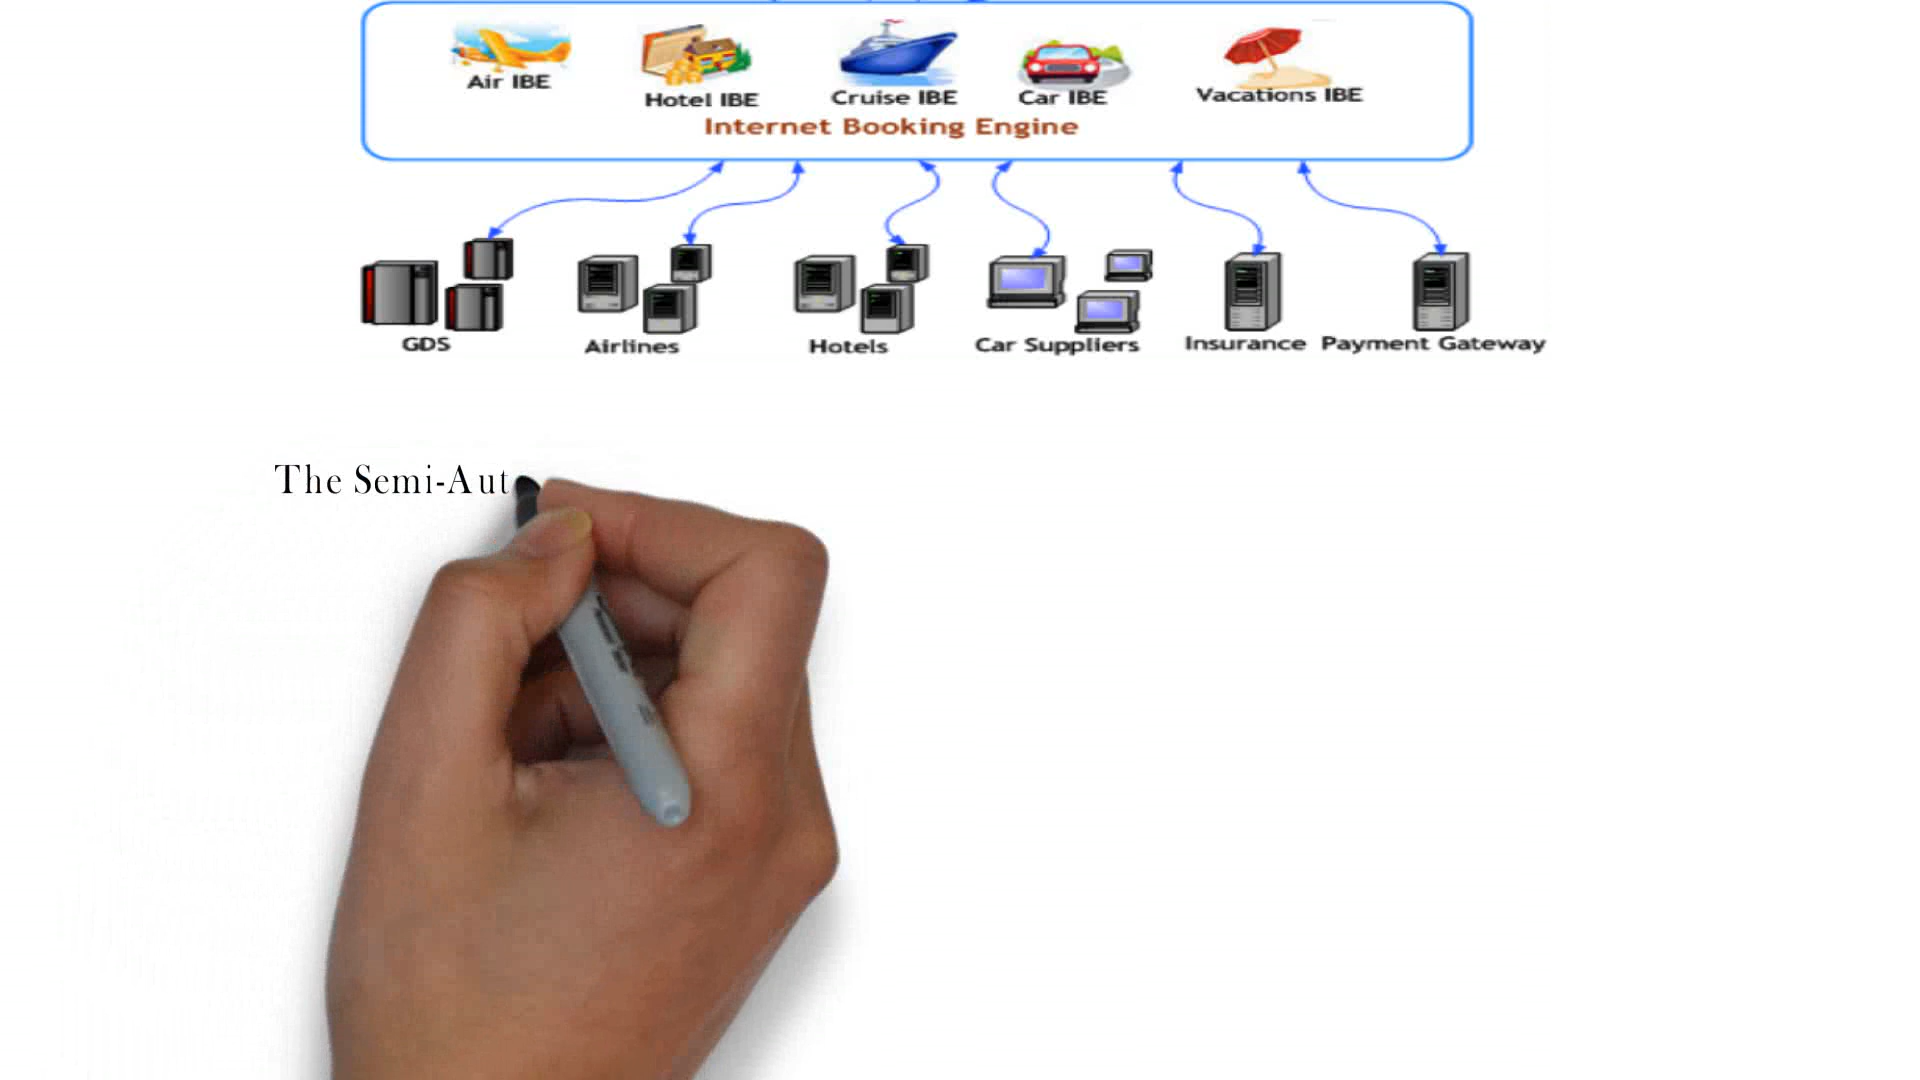 Air IBE
Hotel IBE
Cruise IBE
Car IBE
Vacations IBE
Internet Booking Engine
GDS
Airlines
Hotels
Car Suppliers
Insurance
Payment Gateway
The Semi-Aut